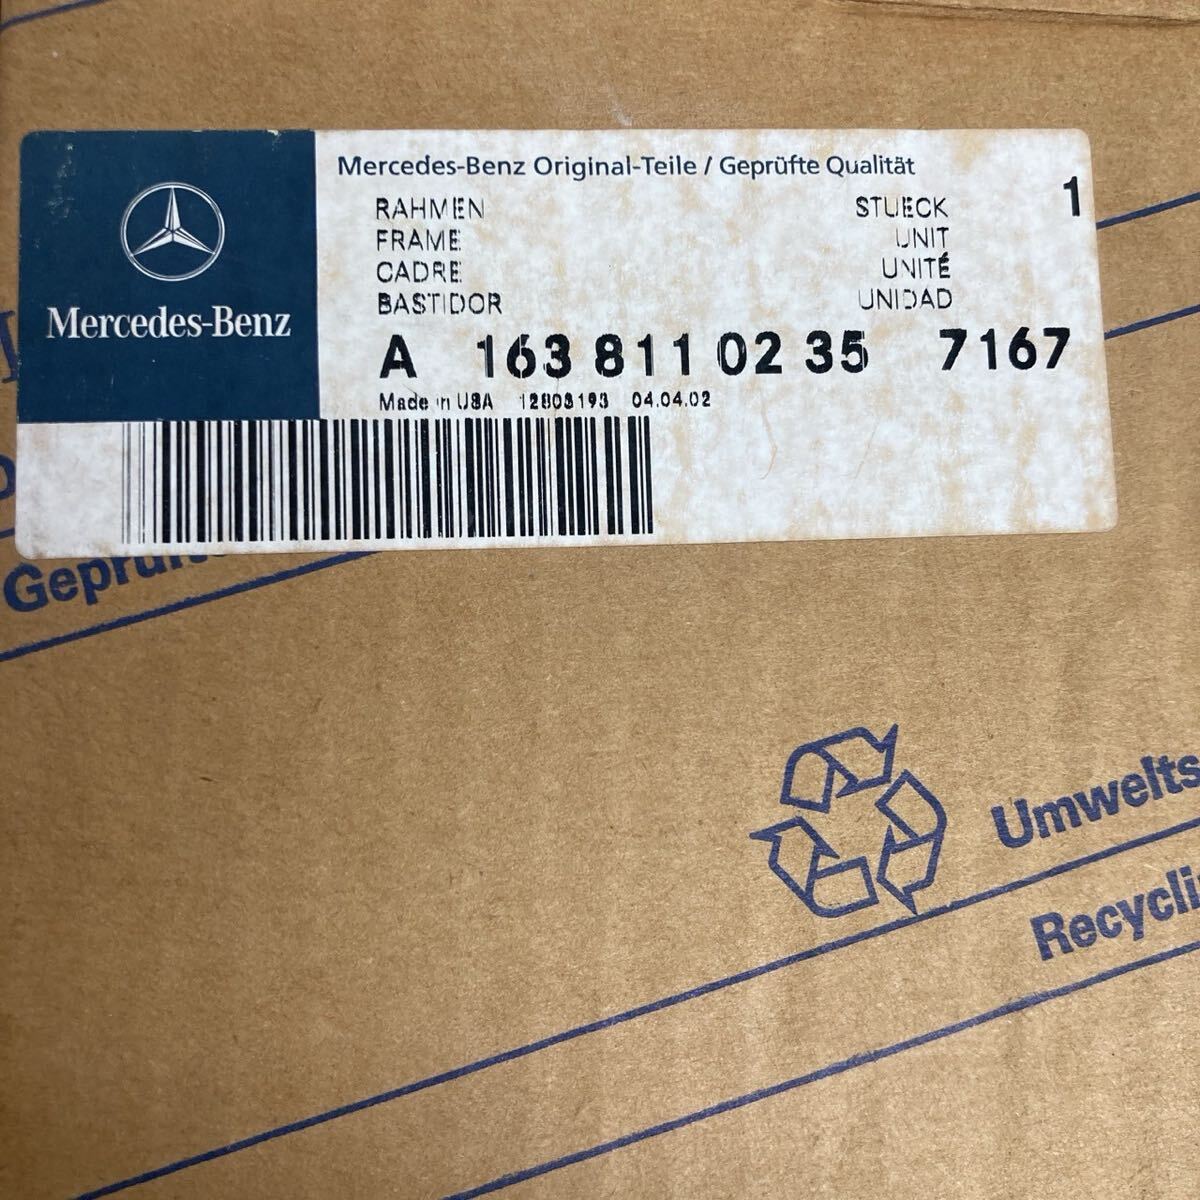 Mercedes-Benz
Mercedes-Benz Original-Teile / Geprüfte Qualität
RAHMEN STUECK 1
FRAME UNIT
CADRE UNITÉ
BASTIDOR UNIDAD
A 163 811 02 35 7167
Made in USA 12803193 04.04.02
Umwelts
Recycli